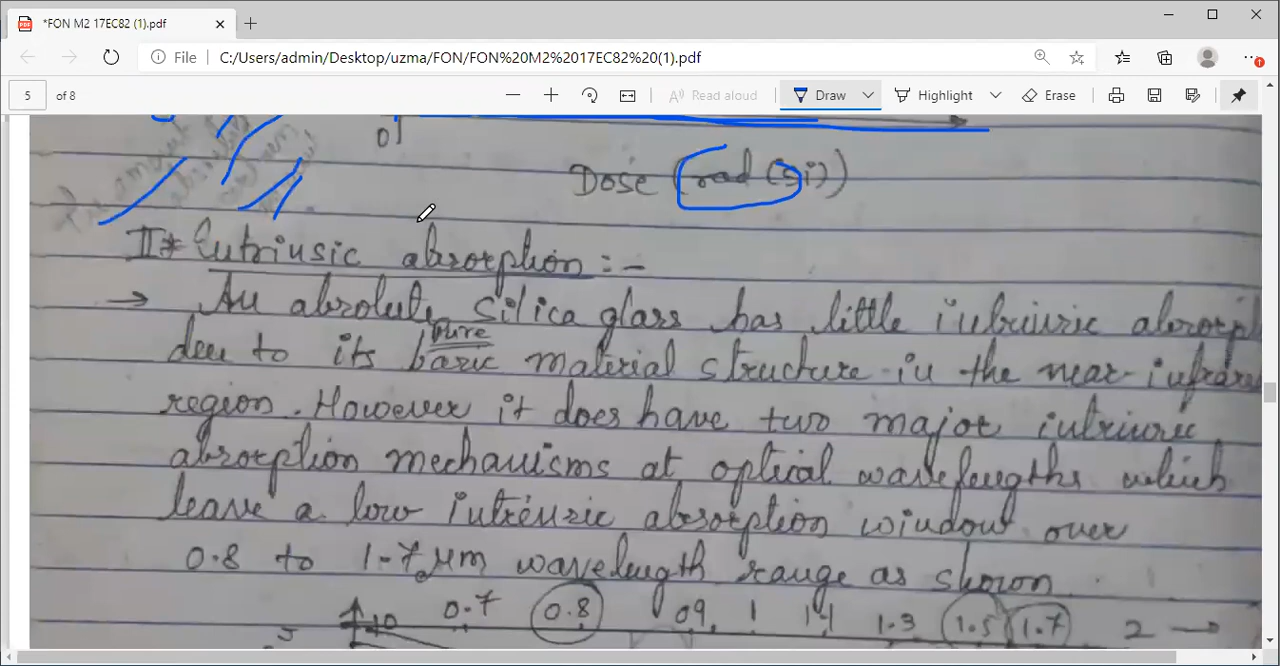 *FON M2 17EC82 (1).pdf
File C:/Users/admin/Desktop/uzma/FON/FON%20M2%2017EC82%20(1).pdf
5 of 8 Read aloud Draw Highlight Erase
0
Dose (rad (Si))
II* Intrinsic absorption :-
→ An absolute silica glass has little intrinsic absorpt
pure
due to its basic material structure in the near-infrare
region. However it does have two major intrinsic
absorption mechanisms at optical wavelengths which
leave a low intrinsic absorption window over
0.8 to 1.7 μm wavelength range as shown
10 0.7 0.8 09 1 1.1 1.3 1.5 1.7 2 →